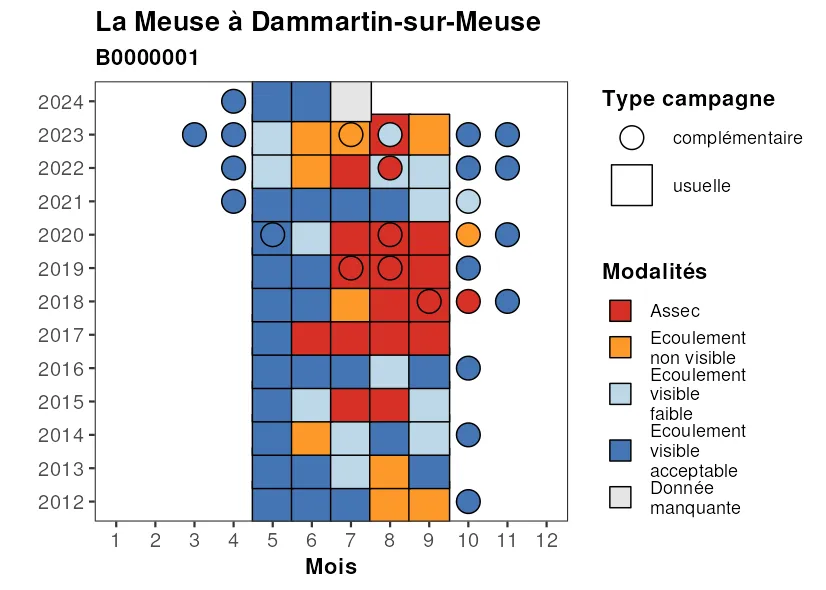 La Meuse à Dammartin-sur-Meuse
B0000001
2024
2023
2022
2021
2020
2019
2018
2017
2016
2015
2014
2013
2012
1 2 3 4 5 6 7 8 9 10 11 12
Mois
Type campagne
complémentaire
usuelle
Modalités
Assec
Ecoulement
non visible
Ecoulement
visible
faible
Ecoulement
visible
acceptable
Donnée
manquante